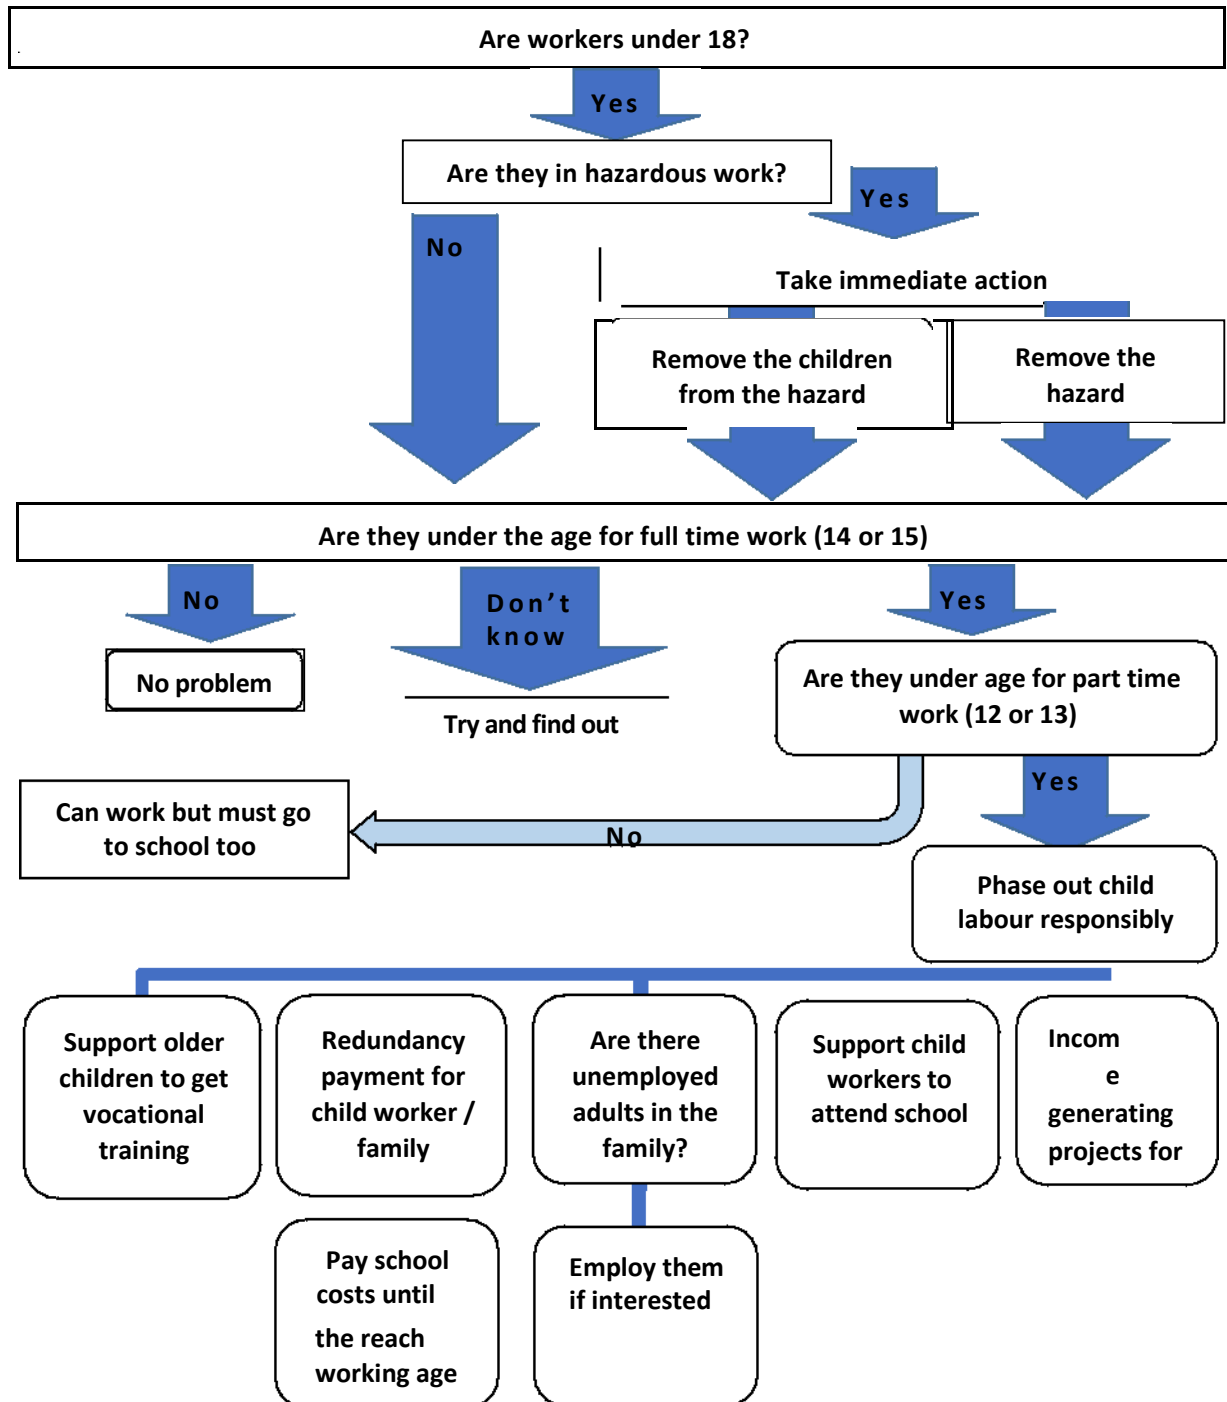 Are workers under 18?
Yes
Are they in hazardous work?
Yes
No
Take immediate action
Remove the children
from the hazard
Remove the
hazard
Are they under the age for full time work (14 or 15)
No
Don’t
know
Yes
No problem
Try and find out
Are they under age for part time
work (12 or 13)
Can work but must go
to school too
No
Yes
Phase out child
labour responsibly
Support older
children to get
vocational
training
Redundancy
payment for
child worker /
family
Are there
unemployed
adults in the
family?
Support child
workers to
attend school
Incom
e
generating
projects for
Pay school
costs until
the reach
working age
Employ them
if interested